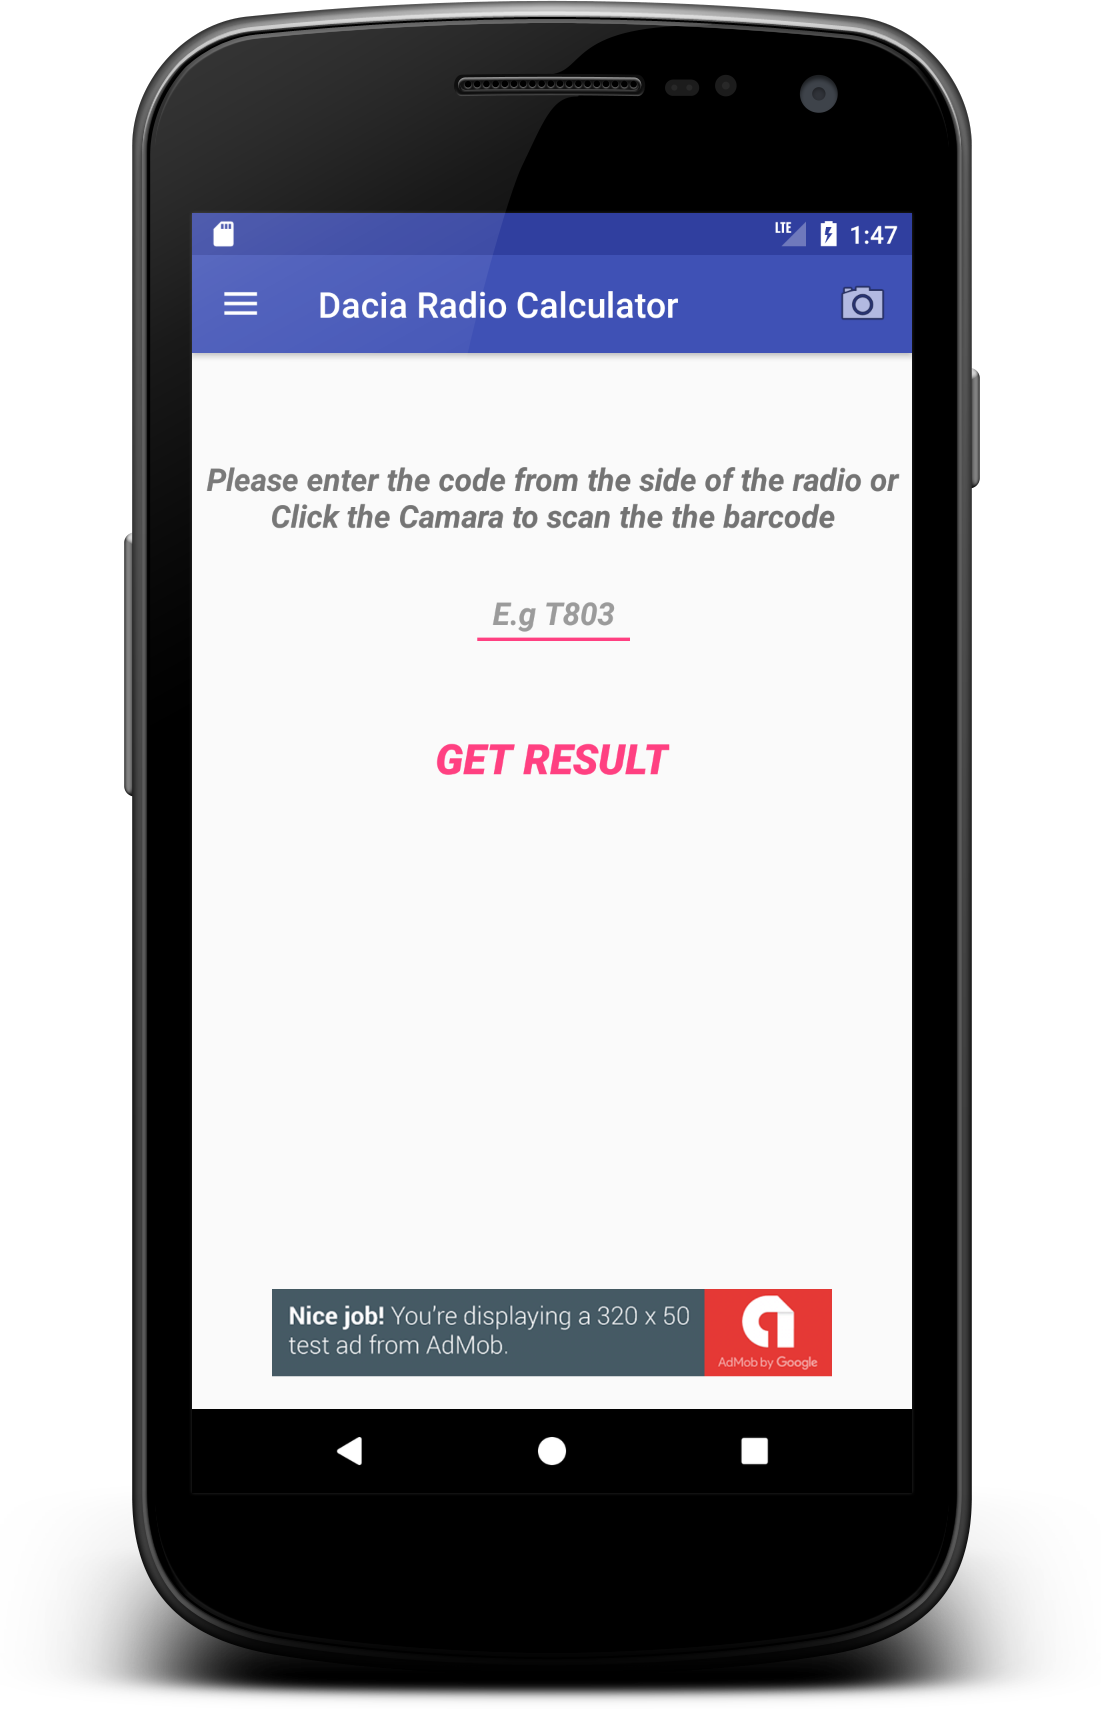 LTE 1:47
Dacia Radio Calculator
Please enter the code from the side of the radio or
Click the Camara to scan the the barcode
E.g T803
GET RESULT
Nice job! You're displaying a 320 x 50
test ad from AdMob.
AdMob by Google